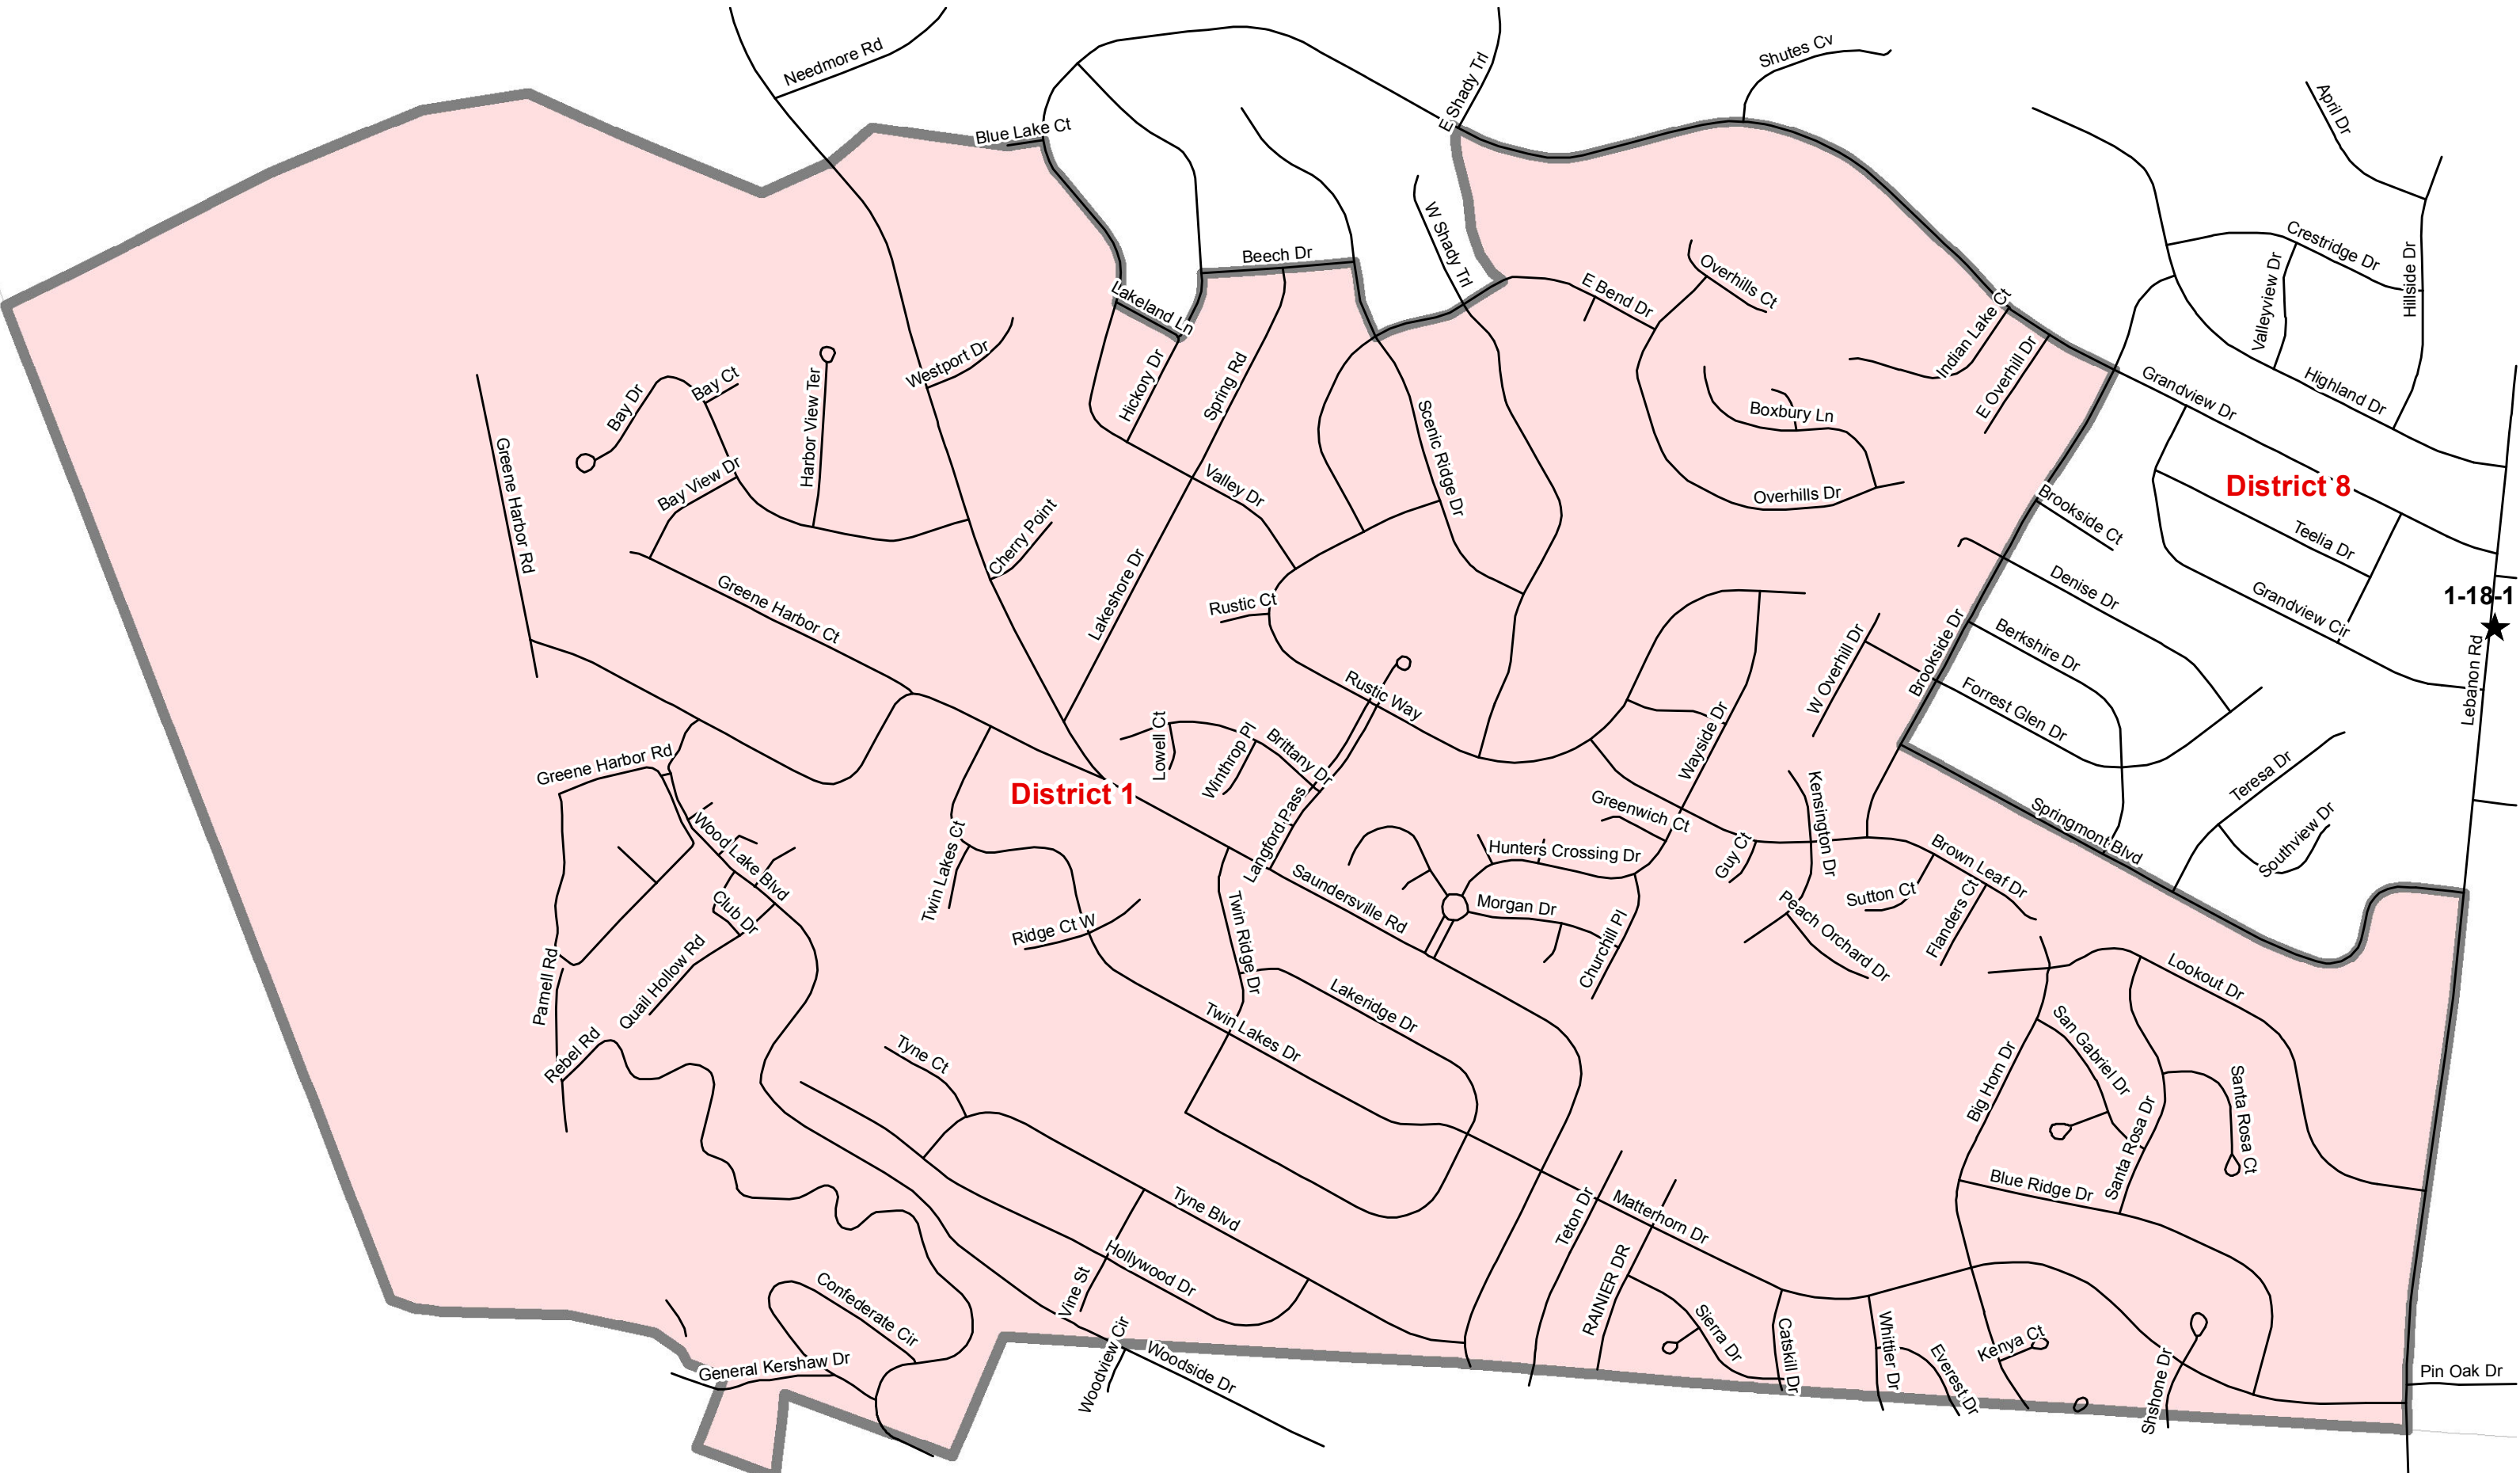 Needmore Rd
E Shady Trl
Shutes Cv
April Dr
Blue Lake Ct
Beech Dr
W Shady Trl
Crestridge Dr
Valleyview Dr
Hillside Dr
Lakeland Ln
E Bend Dr
Overhills Ct
Indian Lake Ct
E Overhill Dr
Grandview Dr
Highland Dr
Westport Dr
Hickory Dr
Spring Rd
Bay Ct
Bay Dr
Harbor View Ter
Scenic Ridge Dr
Boxbury Ln
Greene Harbor Rd
Bay View Dr
Valley Dr
Overhills Dr
District 8
Brookside Ct
Teelia Dr
Cherry Point
Lakeshore Dr
Denise Dr
Grandview Cir
1-18-1
Greene Harbor Ct
Rustic Ct
Brookside Dr
Berkshire Dr
W Overhill Dr
Lebanon Rd
Rustic Way
Forrest Glen Dr
Lowell Ct
Winthrop Pl
Brittany Dr
Wayside Dr
Greene Harbor Rd
District 1
Langford Pass
Greenwich Ct
Kensington Dr
Guy Ct
Teresa Dr
Springmont Blvd
Southview Dr
Wood Lake Blvd
Twin Lakes Ct
Saundersville Rd
Hunters Crossing Dr
Brown Leaf Dr
Sutton Ct
Flanders Ct
Club Dr
Ridge Ct W
Twin Ridge Dr
Morgan Dr
Churchill Pl
Peach Orchard Dr
Lookout Dr
Parnell Rd
Quail Hollow Rd
Lakeridge Dr
Twin Lakes Dr
Rebel Rd
Tyne Ct
Big Horn Dr
San Gabriel Dr
Santa Rosa Dr
Santa Rosa Ct
Blue Ridge Dr
Tyne Blvd
Teton Dr
Matterhorn Dr
Hollywood Dr
Vine St
RAINIER DR
Sierra Dr
Catskill Dr
Whittier Dr
Everest Dr
Kenya Ct
Shshone Dr
Pin Oak Dr
Confederate Cir
General Kershaw Dr
Woodview Cir
Woodside Dr